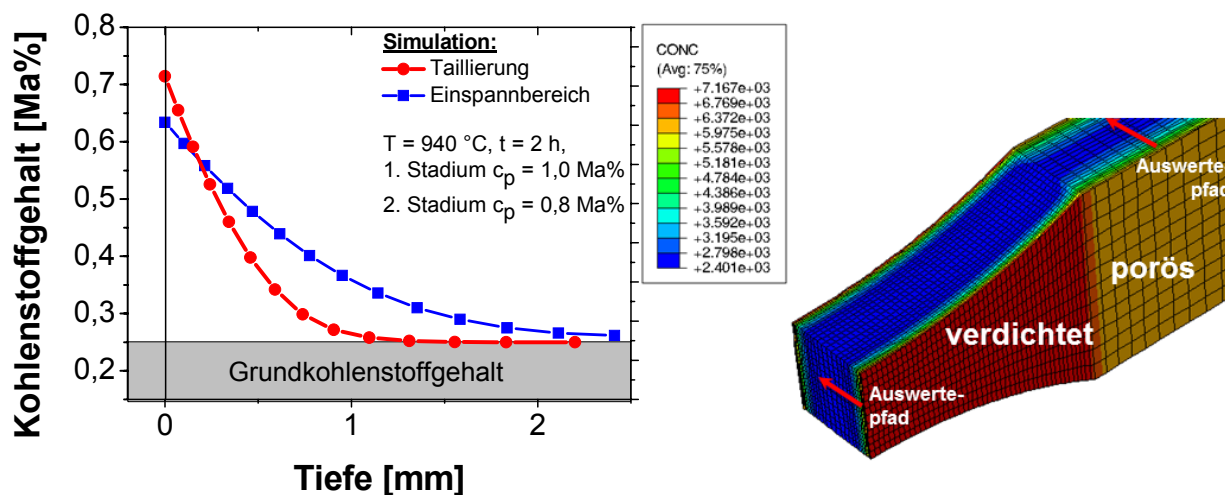 0,8
0,7
0,6
0,5
0,4
0,3
0,2
Kohlenstoffgehalt [Ma%]
Simulation:
Taillierung
Einspannbereich
T = 940 °C, t = 2 h,
1. Stadium cp = 1,0 Ma%
2. Stadium cp = 0,8 Ma%
Grundkohlenstoffgehalt
0 1 2
Tiefe [mm]
CONC
(Avg: 75%)
+7.167e+03
+6.769e+03
+6.372e+03
+5.975e+03
+5.578e+03
+5.181e+03
+4.784e+03
+4.386e+03
+3.989e+03
+3.592e+03
+3.195e+03
+2.798e+03
+2.401e+03
Auswerte-
pfad
porös
verdichtet
Auswerte-
pfad